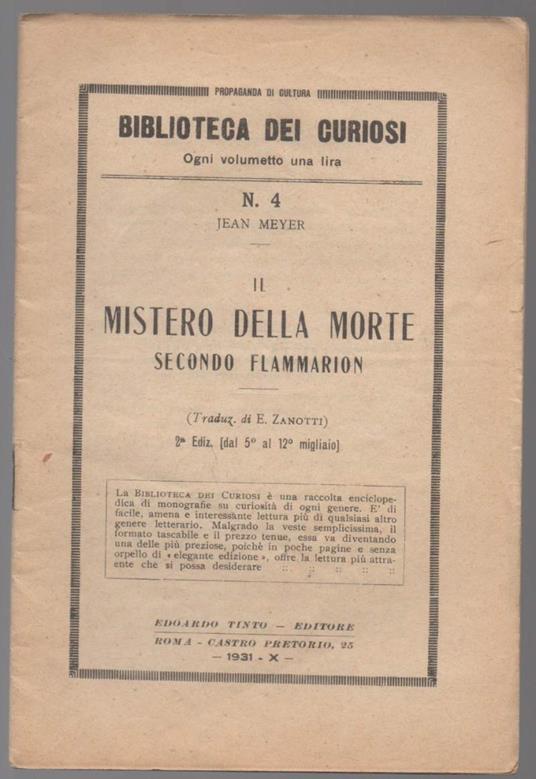 PROPAGANDA DI CULTURA
BIBLIOTECA DEI CURIOSI
Ogni volumetto una lira
N. 4
JEAN MEYER
IL
MISTERO DELLA MORTE
SECONDO FLAMMARION
(Traduz. di E. ZANOTTI)
2ª Ediz. [dal 5º al 12º migliaio]
La BIBLIOTECA DEI CURIOSI è una raccolta enciclope-
dica di monografie su curiosità di ogni genere. E' di
facile, amena e interessante lettura più di qualsiasi altro
genere letterario. Malgrado la veste semplicissima, il
formato tascabile e il prezzo tenue, essa va diventando
una delle più preziose, poichè in poche pagine e senza
orpello di «elegante edizione», offre la lettura più attra-
ente che si possa desiderare :: :: :: :: ::
EDOARDO TINTO — EDITORE
ROMA - CASTRO PRETORIO, 25
— 1931 - X —